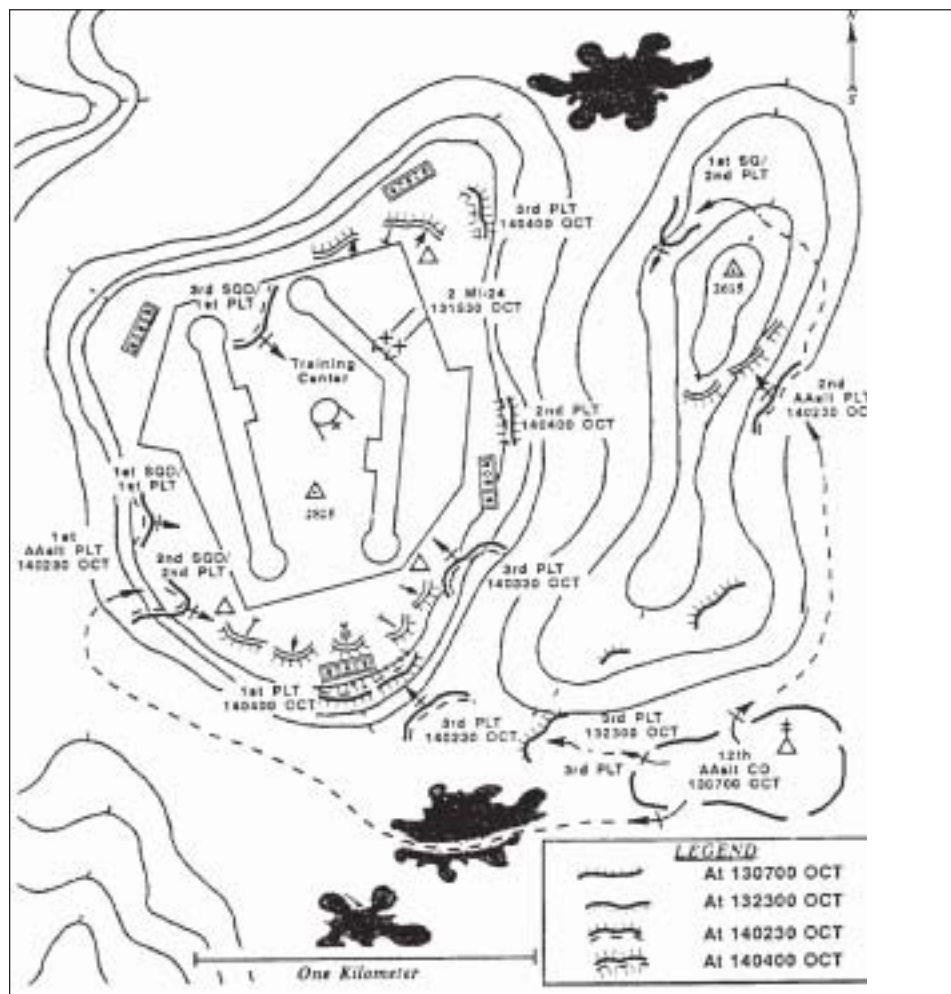 N
S
1st SQ/
2nd PLT
3rd PLT
140400 OCT
2 MI-24
131530 OCT
3rd SQD/
1st PLT
Training
Center
2nd PLT
140400 OCT
2nd
AAslt PLT
140230 OC
1st SQD/
1st PLT
1st
AAslt PLT
140230 OCT
2nd SQD/
2nd PLT
3rd PLT
140330 OCT
1st PLT
140400 OCT
3rd PLT
140230 OCT
3rd PLT
132300 OCT
3rd PLT
12th
AAslt CO
130700 OCT
LEGEND
At 130700 OCT
At 132300 OCT
At 140230 OCT
At 140400 OCT
One Kilometer